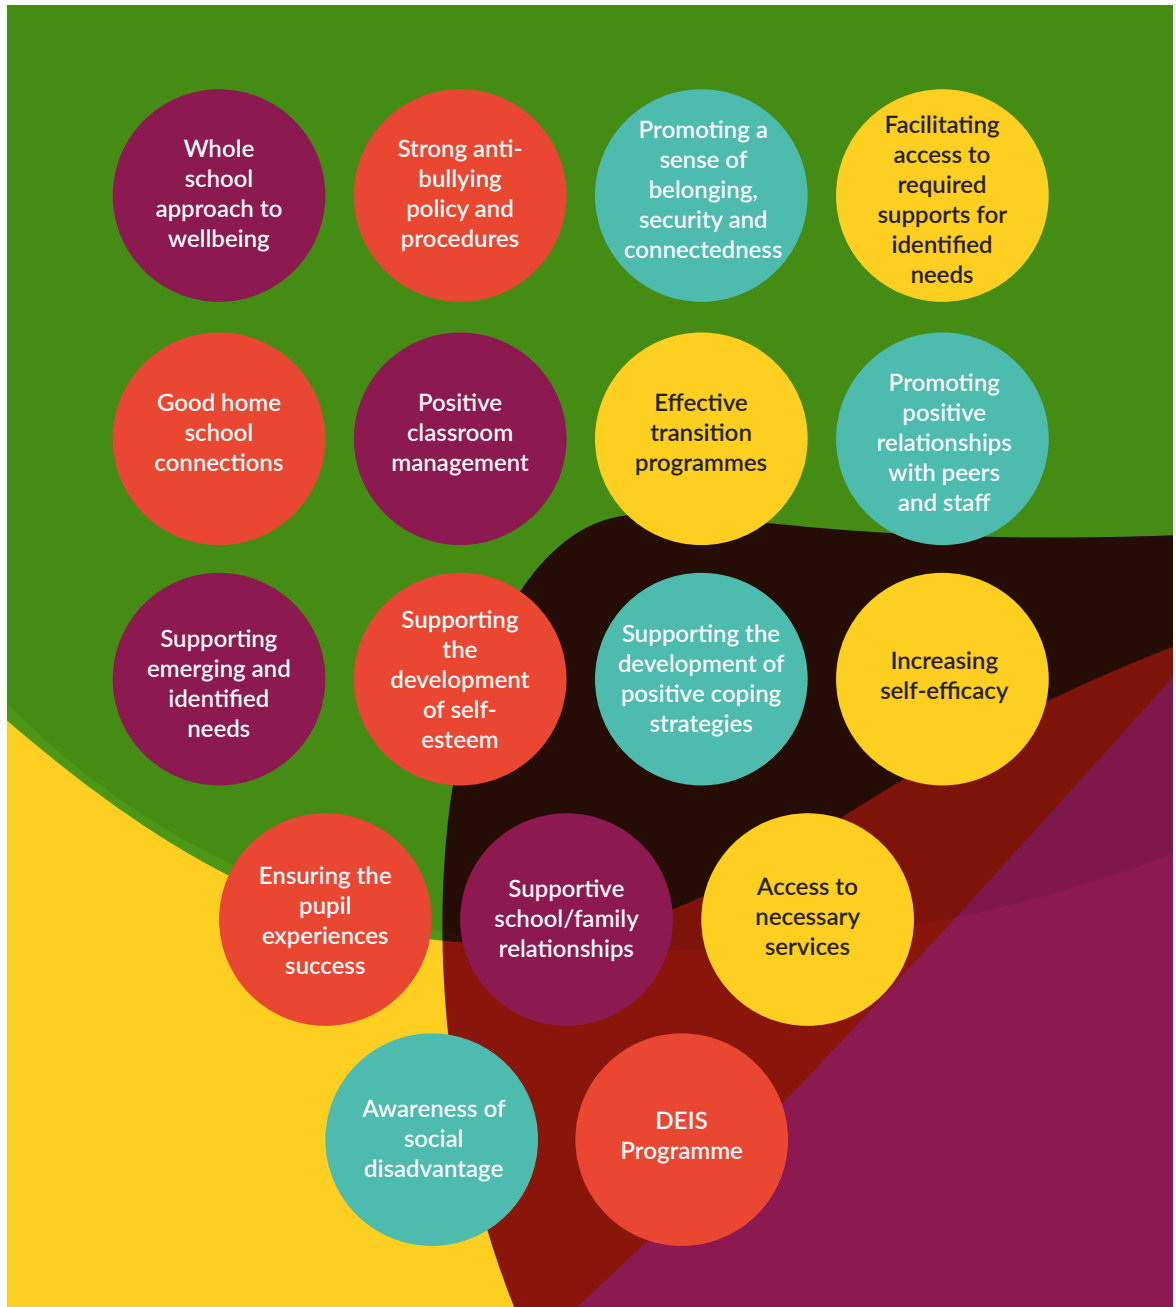 Whole
school
approach to
wellbeing
Strong anti-
bullying
policy and
procedures
Promoting a
sense of
belonging,
security and
connectedness
Facilitating
access to
required
supports for
identified
needs
Good home
school
connections
Positive
classroom
management
Effective
transition
programmes
Promoting
positive
relationships
with peers
and staff
Supporting
emerging and
identified
needs
Supporting
the
development
of self-
esteem
Supporting the
development of
positive coping
strategies
Increasing
self-efficacy
Ensuring the
pupil
experiences
success
Supportive
school/family
relationships
Access to
necessary
services
Awareness of
social
disadvantage
DEIS
Programme